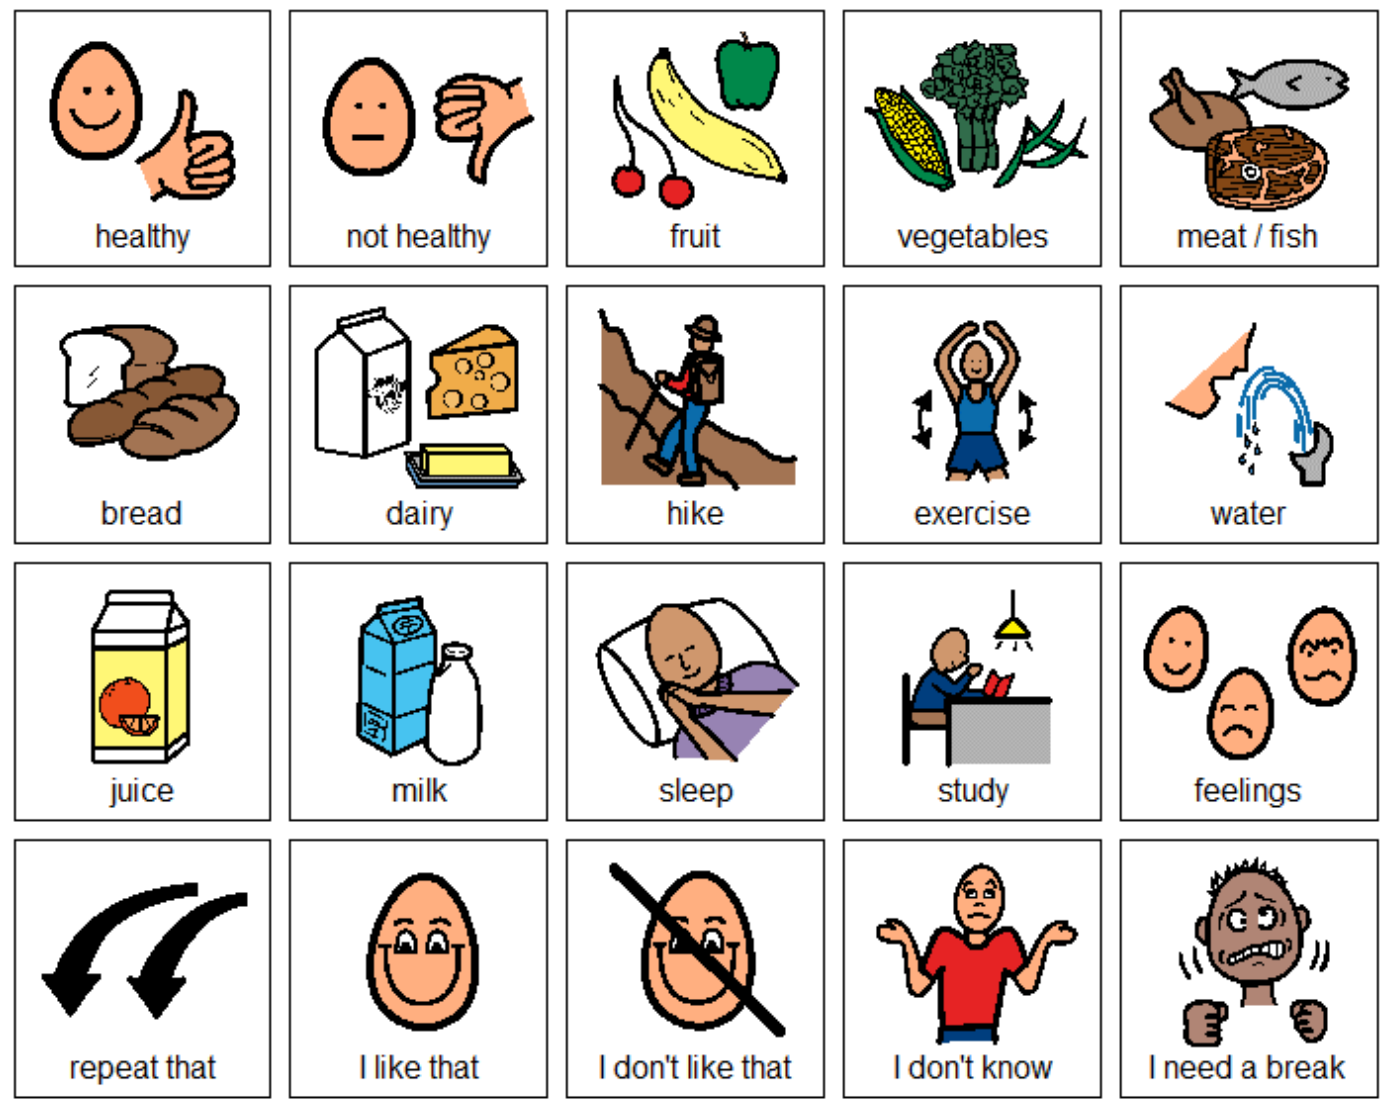 healthy
not healthy
fruit
vegetables
meat / fish
bread
dairy
hike
exercise
water
juice
milk
sleep
study
feelings
repeat that
I like that
I don't like that
I don't know
I need a break